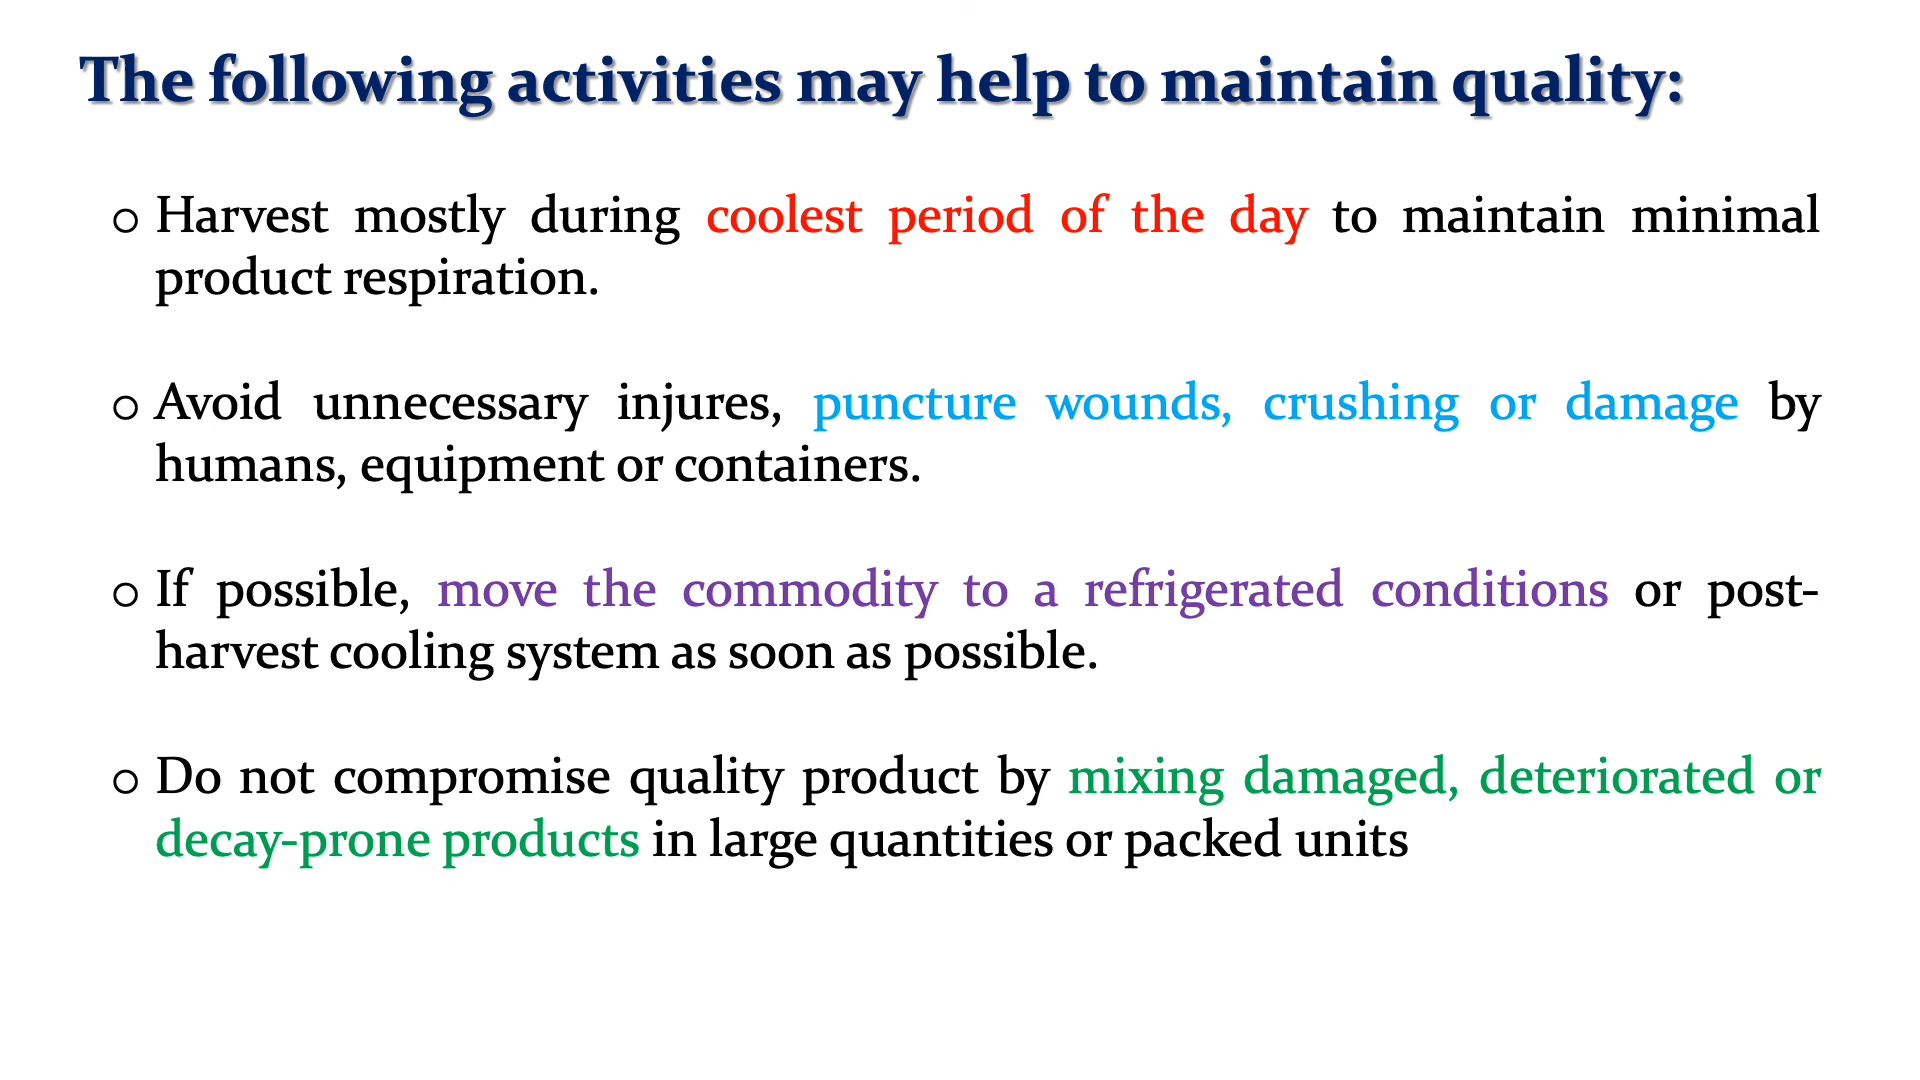 The following activities may help to maintain quality:
o Harvest mostly during coolest period of the day to maintain minimal
product respiration.
o Avoid unnecessary injures, puncture wounds, crushing or damage by
humans, equipment or containers.
o If possible, move the commodity to a refrigerated conditions or post-
harvest cooling system as soon as possible.
o Do not compromise quality product by mixing damaged, deteriorated or
decay-prone products in large quantities or packed units